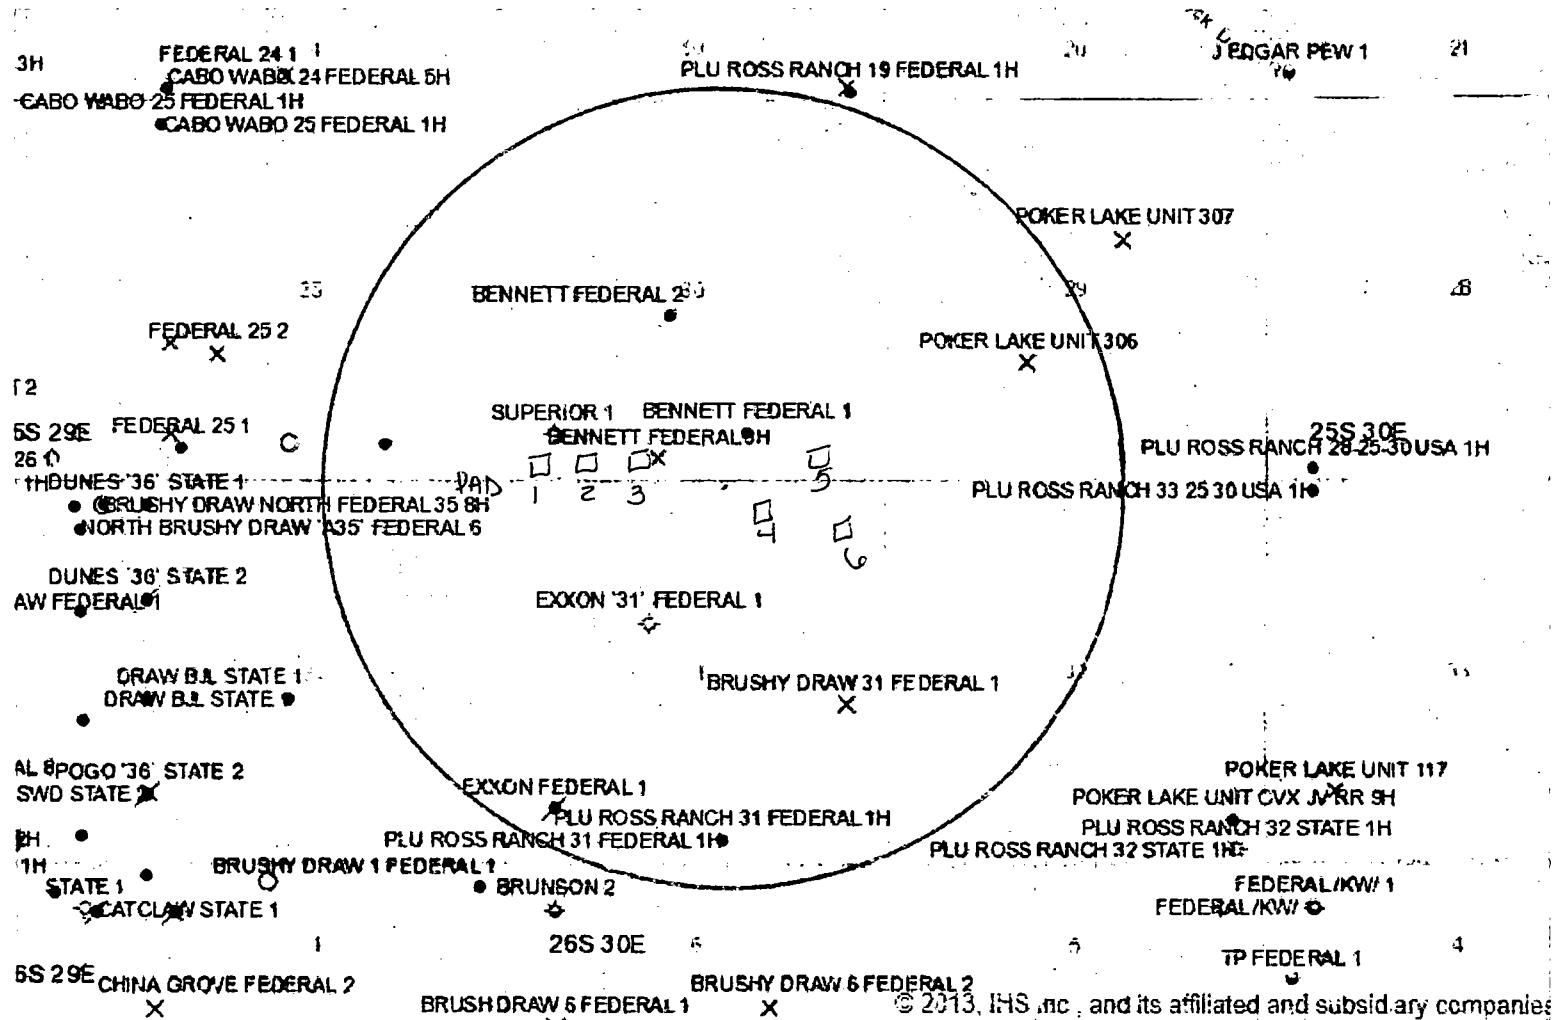 3H
FEDERAL 24 1
20
J EDGAR PEW 1
21
PLU ROSS RANCH 19 FEDERAL 1H
CABO WABO 24 FEDERAL 5H
CABO WABO 25 FEDERAL 1H
CABO WABO 25 FEDERAL 1H
POKER LAKE UNIT 307
25
BENNETT FEDERAL 2
30
29
28
FEDERAL 25 2
POKER LAKE UNIT 306
T 2
SUPERIOR 1
BENNETT FEDERAL 1
5S 29E
FEDERAL 25 1
BENNETT FEDERAL 3H
25S 30E
PLU ROSS RANCH 28-25-30 USA 1H
26
1H
DUNES '36' STATE 1
PAD
1
2
3
5
PLU ROSS RANCH 33 25 30 USA 1H
BRUSHY DRAW NORTH FEDERAL 35 8H
NORTH BRUSHY DRAW 'A35' FEDERAL 6
4
6
DUNES '36' STATE 2
AW FEDERAL 1
EXXON '31' FEDERAL 1
DRAW BJL STATE 1
BRUSHY DRAW 31 FEDERAL 1
DRAW BJL STATE
AL 8
POGO '36' STATE 2
SWD STATE
EXXON FEDERAL 1
POKER LAKE UNIT 117
POKER LAKE UNIT CVX JV RR 9H
PLU ROSS RANCH 31 FEDERAL 1H
PLU ROSS RANCH 32 STATE 1H
2H
PLU ROSS RANCH 31 FEDERAL 1H
PLU ROSS RANCH 32 STATE 1H
1H
BRUSHY DRAW 1 FEDERAL 1
STATE 1
BRUNSON 2
FEDERAL /KW/ 1
CATCLAW STATE 1
FEDERAL /KW/
1
26S 30E
6
5
4
TP FEDERAL 1
6S 29E
CHINA GROVE FEDERAL 2
BRUSHY DRAW 6 FEDERAL 2
BRUSH DRAW 6 FEDERAL 1
© 2013, IHS Inc., and its affiliated and subsidiary companies